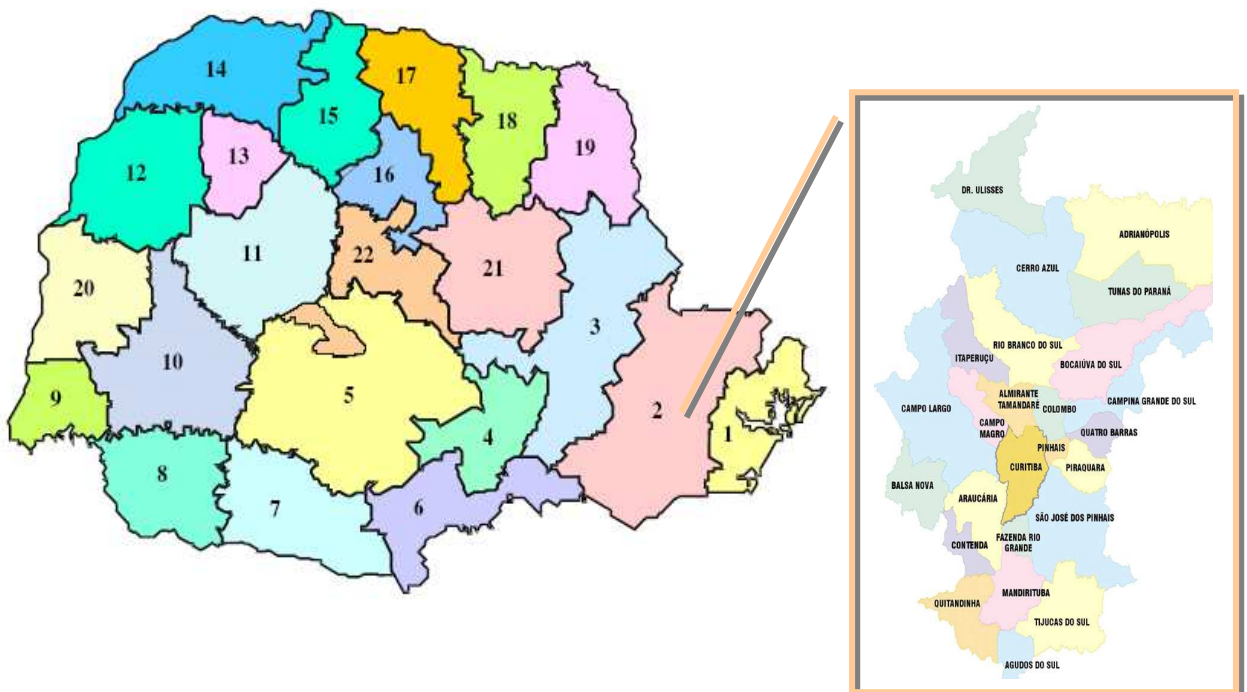 14
15
17
18
19
12
13
16
11
22
21
20
10
3
5
9
2
4
1
8
7
6
DR. ULISSES
ADRIANÓPOLIS
CERRO AZUL
TUNAS DO PARANÁ
RIO BRANCO DO SUL
ITAPERUÇU
BOCAIÚVA DO SUL
CAMPO LARGO
ALMIRANTE
TAMANDARÉ
COLOMBO
CAMPINA GRANDE DO SUL
CAMPO
MAGRO
QUATRO BARRAS
PINHAIS
CURITIBA
PIRAQUARA
BALSA NOVA
ARAUCÁRIA
SÃO JOSÉ DOS PINHAIS
CONTENDA
FAZENDA RIO
GRANDE
MANDIRITUBA
QUITANDINHA
TIJUCAS DO SUL
AGUDOS DO SUL